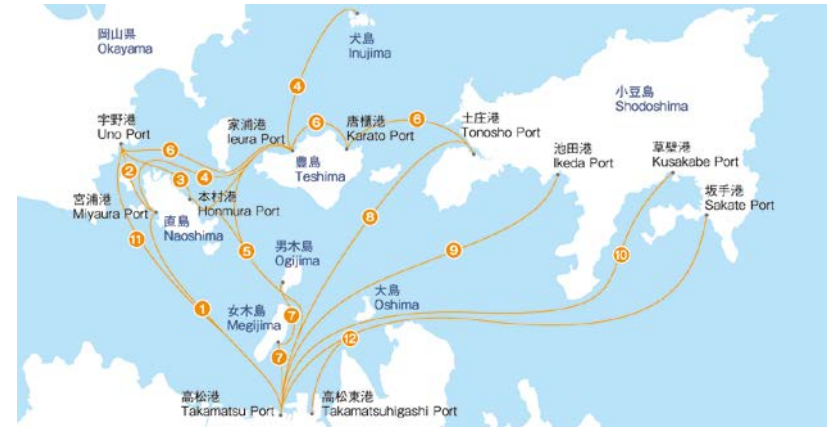 岡山県
Okayama
犬島
Inujima
4
小豆島
Shodoshima
宇野港
Uno Port
家浦港
Ieura Port
唐櫃港
Karato Port
土庄港
Tonosho Port
池田港
Ikeda Port
草壁港
Kusakabe Port
坂手港
Sakate Port
6
6
6
豊島
Teshima
2
3
4
宮浦港
Miyaura Port
本村港
Honmura Port
直島
Naoshima
11
5
8
9
10
男木島
Ogijima
大島
Oshima
女木島
Megijima
1
7
7
12
高松港
Takamatsu Port
高松東港
Takamatsuhigashi Port